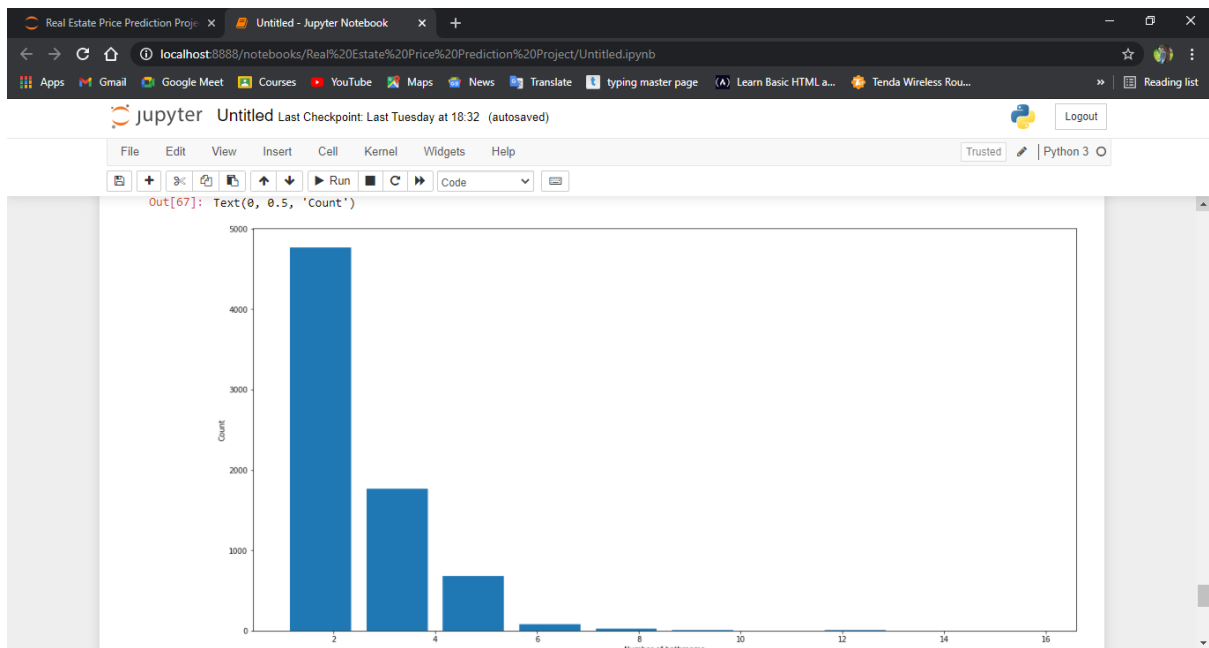 Real Estate Price Prediction Proje
Untitled - Jupyter Notebook
localhost:8888/notebooks/Real%20Estate%20Price%20Prediction%20Project/Untitled.ipynb
Apps Gmail Google Meet Courses YouTube Maps News Translate typing master page Learn Basic HTML a... Tenda Wireless Rou... » Reading list
jupyter Untitled Last Checkpoint: Last Tuesday at 18:32 (autosaved) Logout
File Edit View Insert Cell Kernel Widgets Help Trusted Python 3
Run Code
Out[67]: Text(0, 0.5, 'Count')
5000
4000
3000
Count
2000
1000
0
2 4 6 8 10 12 14 16